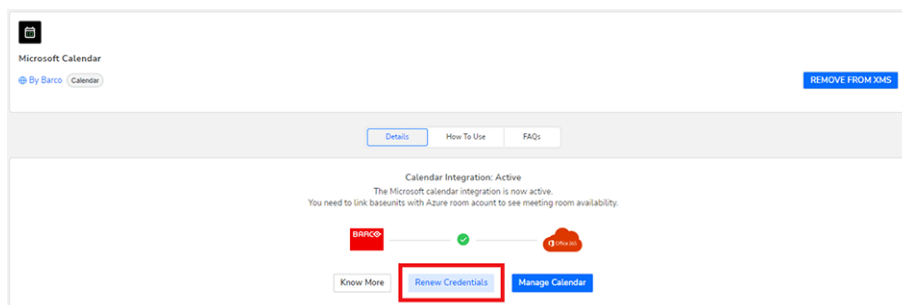 Microsoft Calendar
By Barco Calendar
REMOVE FROM XMS
Details How To Use FAQs
Calendar Integration: Active
The Microsoft calendar integration is now active.
You need to link baseunits with Azure room acount to see meeting room availability.
BARCO Office 365
Know More Renew Credentials Manage Calendar